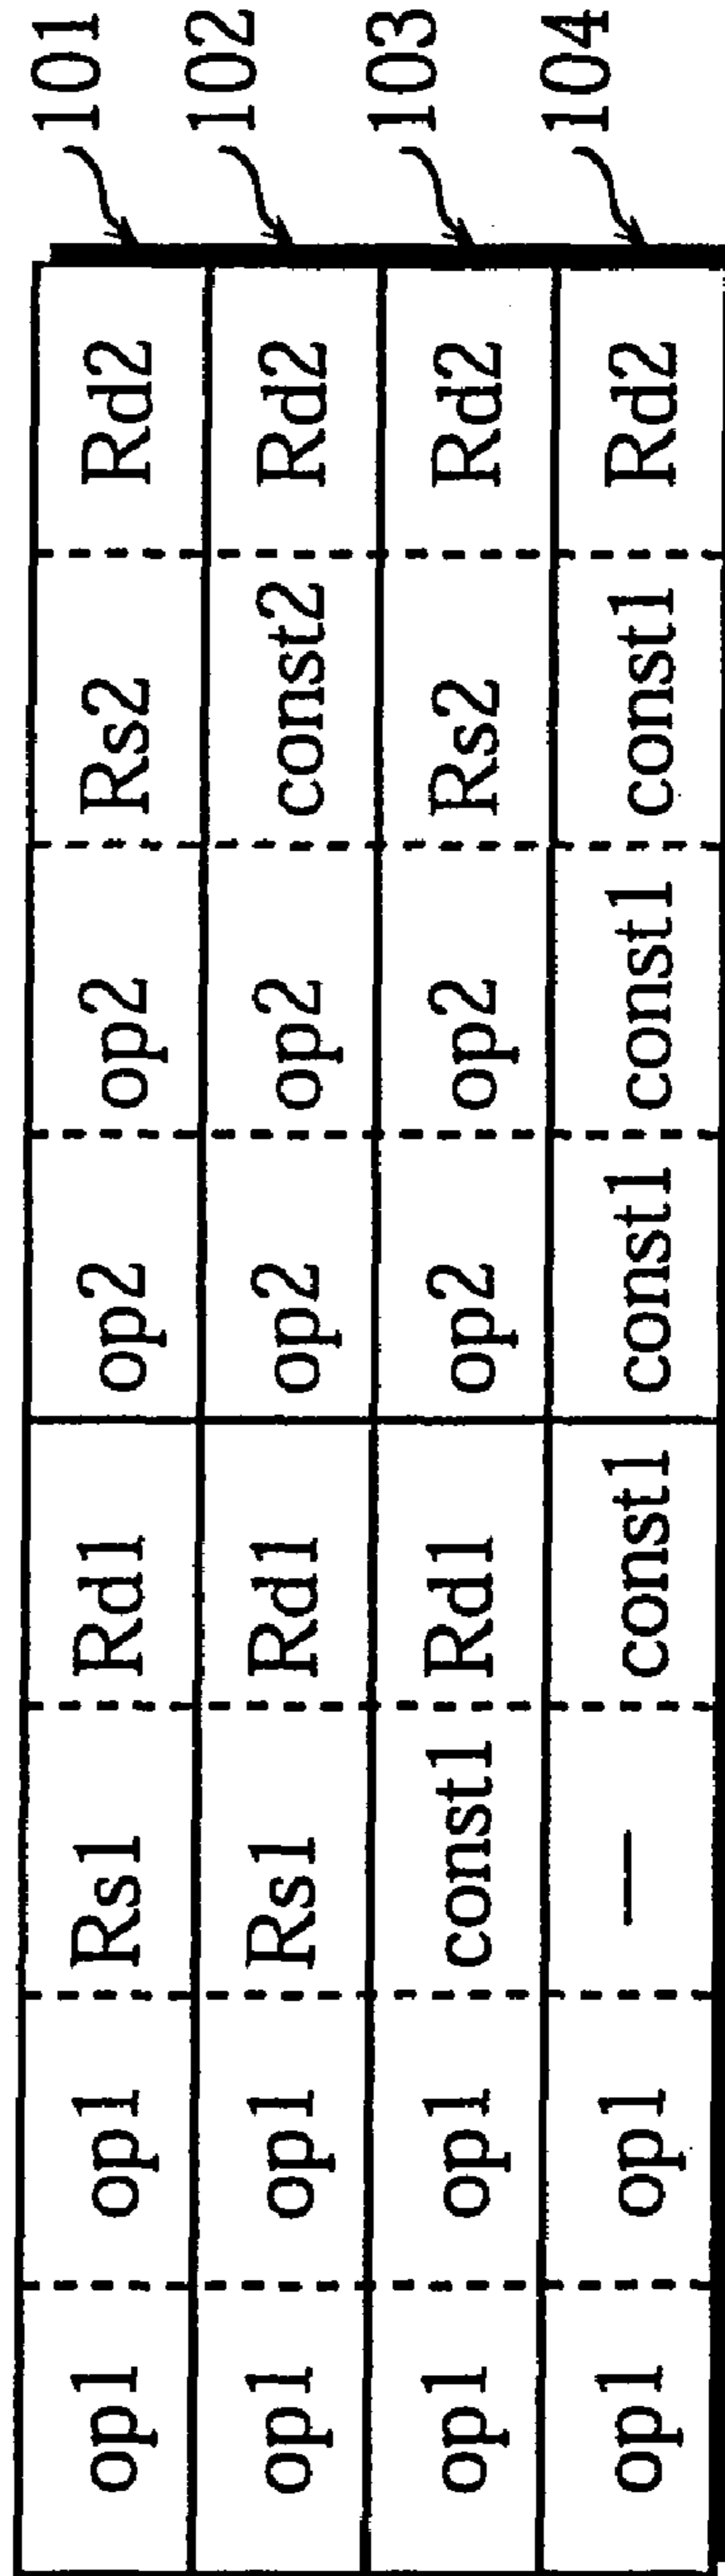 op1 op1 Rs1 Rd1 op2 op2 Rs2 Rd2 101
op1 op1 Rs1 Rd1 op2 op2 const2 Rd2 102
op1 op1 const1 Rd1 op2 op2 Rs2 Rd2 103
op1 op1 — const1 const1 const1 const1 Rd2 104